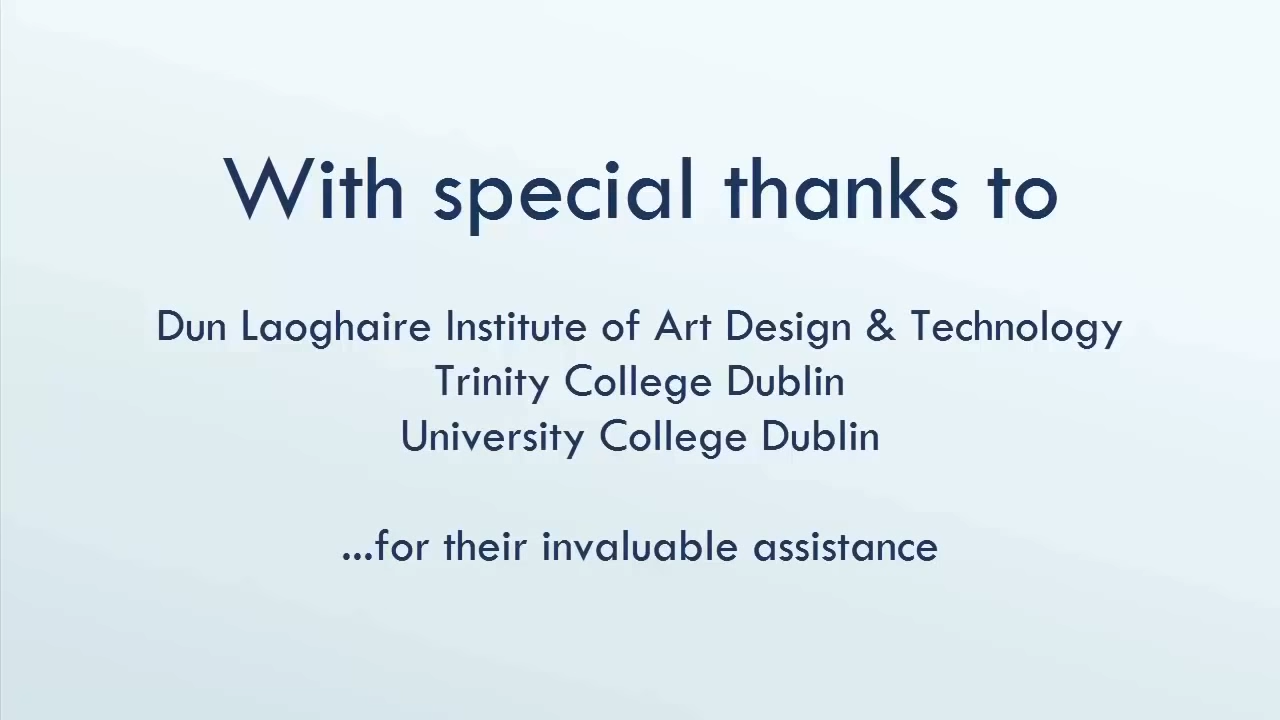 With special thanks to
Dun Laoghaire Institute of Art Design & Technology
Trinity College Dublin
University College Dublin
...for their invaluable assistance